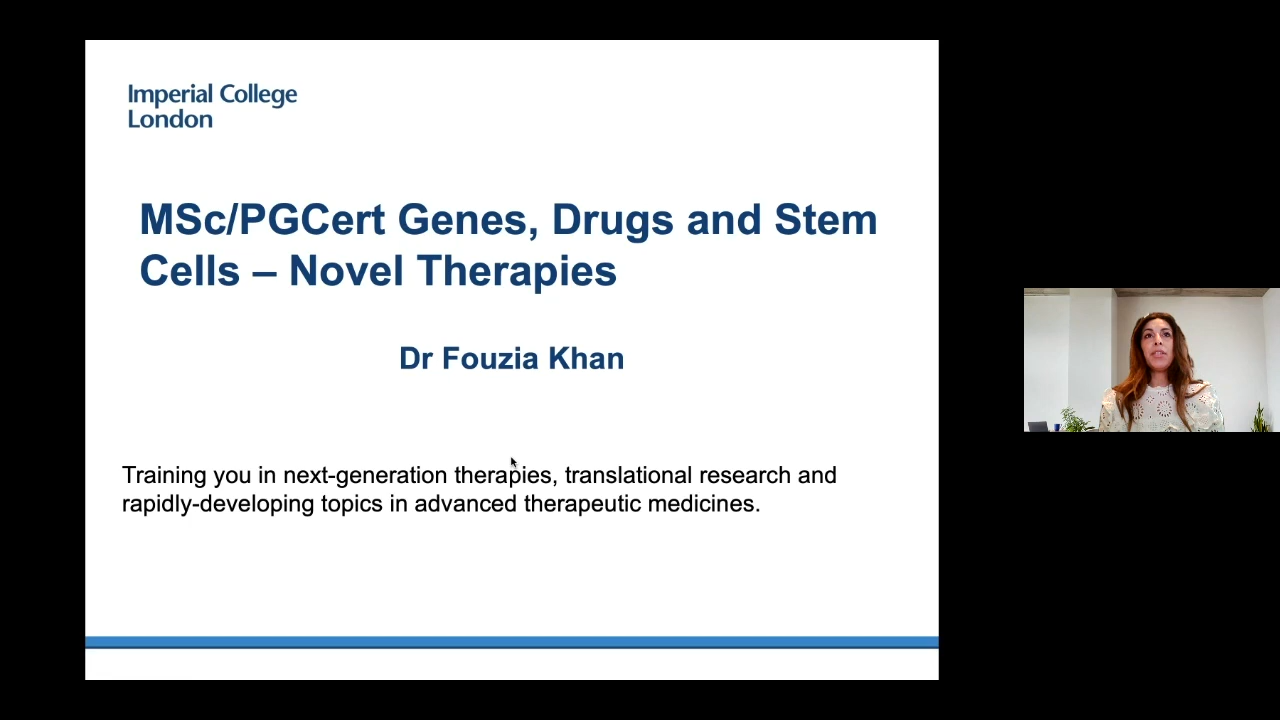 Imperial College
London
MSc/PGCert Genes, Drugs and Stem
Cells – Novel Therapies
Dr Fouzia Khan
Training you in next-generation therapies, translational research and
rapidly-developing topics in advanced therapeutic medicines.